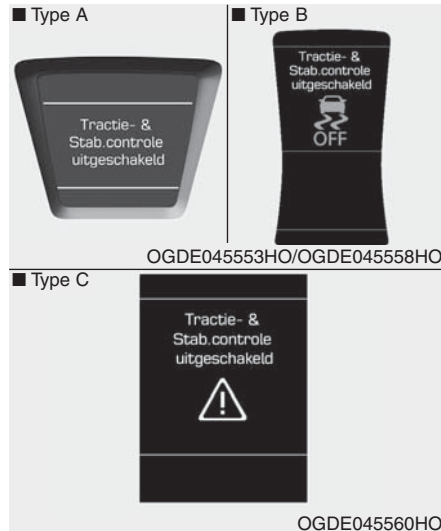 ■ Type A
Tractie- &
Stab.controle
uitgeschakeld
■ Type B
Tractie- &
Stab.controle
uitgeschakeld
OFF
OGDE045553HO/OGDE045558HO
■ Type C
Tractie- &
Stab.controle
uitgeschakeld
OGDE045560HO